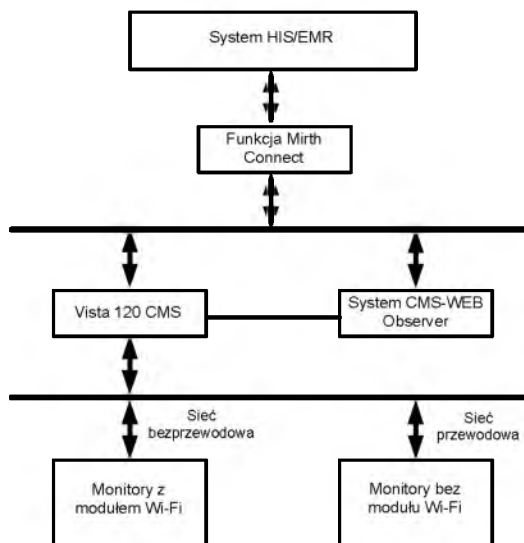 System HIS/EMR
Funkcja Mirth
Connect
Vista 120 CMS
System CMS-WEB
Observer
Sieć
bezprzewodowa
Sieć
przewodowa
Monitory z
modułem Wi-Fi
Monitory bez
modułu Wi-Fi